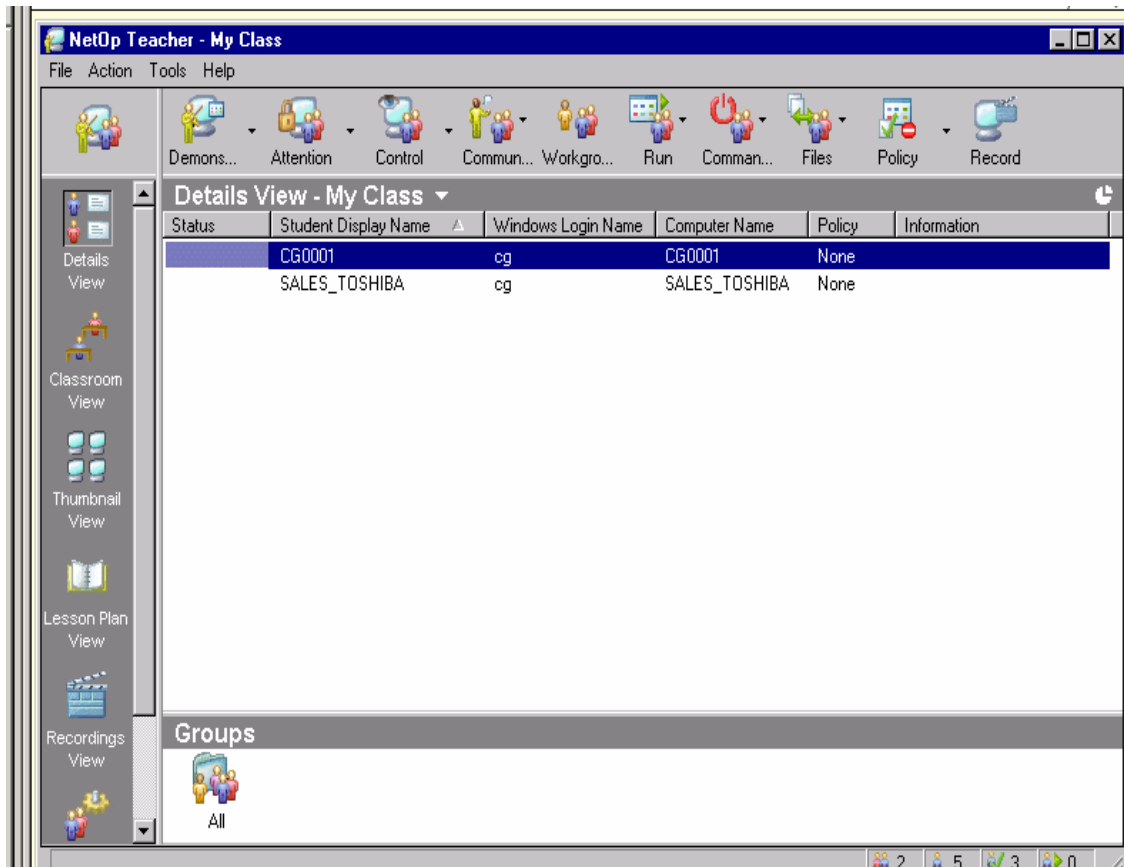 NetOp Teacher - My Class
File Action Tools Help
Demons... Attention Control Commun... Workgro... Run Comman... Files Policy Record
Details View - My Class
Status Student Display Name Windows Login Name Computer Name Policy Information
CG0001 cg CG0001 None
SALES_TOSHIBA cg SALES_TOSHIBA None
Details
View
Classroom
View
Thumbnail
View
Lesson Plan
View
Recordings
View
Groups
All
2 5 3 0